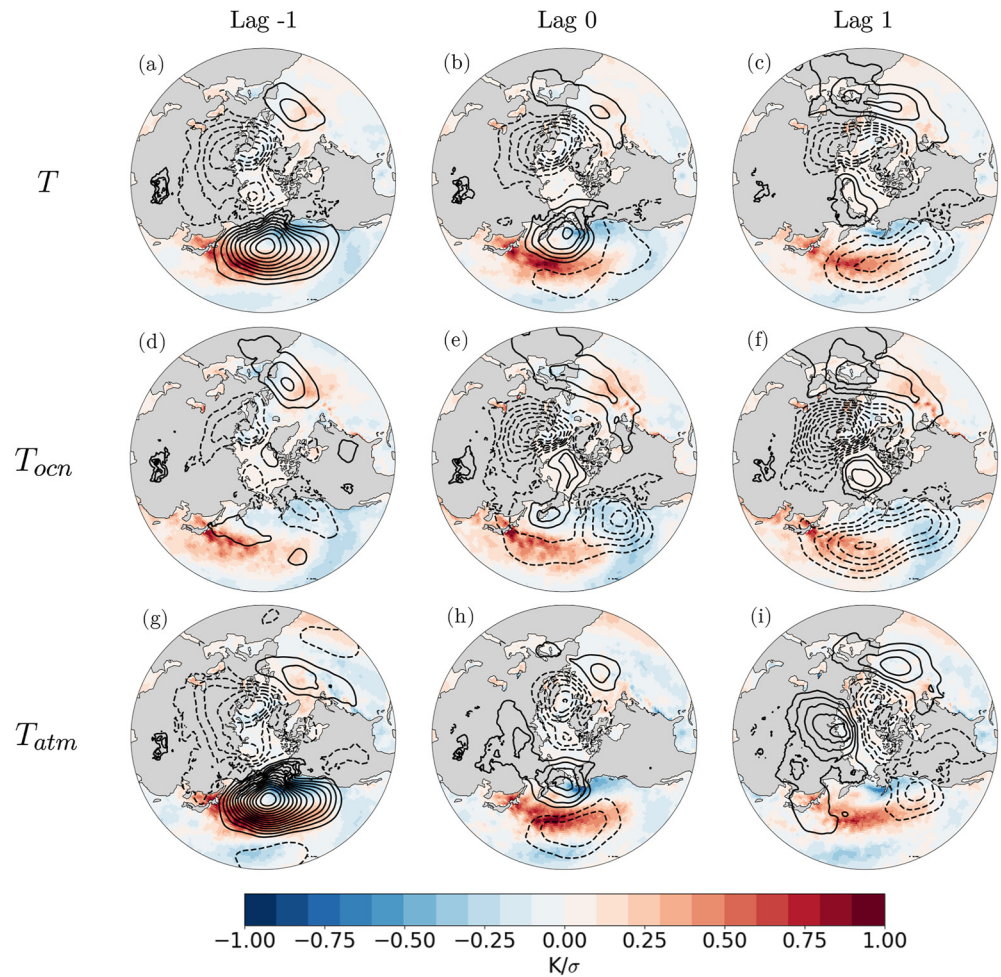 Lag -1 Lag 0 Lag 1
T (a) (b) (c)
T_ocn (d) (e) (f)
T_atm (g) (h) (i)
−1.00 −0.75 −0.50 −0.25 0.00 0.25 0.50 0.75 1.00
K/σ